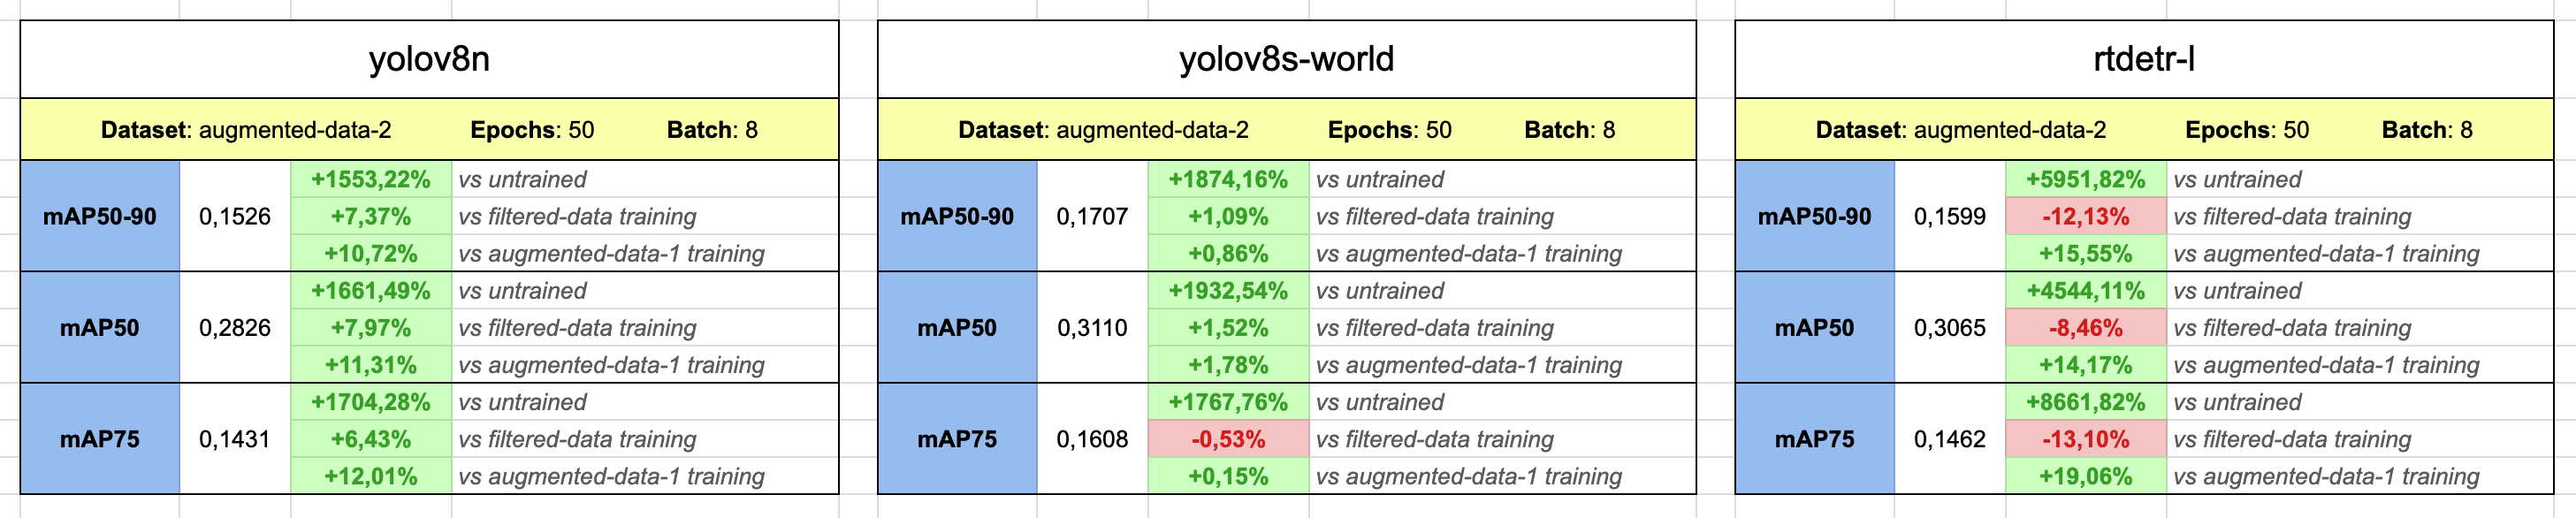 yolov8n
Dataset: augmented-data-2 Epochs: 50 Batch: 8
mAP50-90 0,1526
+1553,22% vs untrained
+7,37% vs filtered-data training
+10,72% vs augmented-data-1 training
mAP50 0,2826
+1661,49% vs untrained
+7,97% vs filtered-data training
+11,31% vs augmented-data-1 training
mAP75 0,1431
+1704,28% vs untrained
+6,43% vs filtered-data training
+12,01% vs augmented-data-1 training
yolov8s-world
Dataset: augmented-data-2 Epochs: 50 Batch: 8
mAP50-90 0,1707
+1874,16% vs untrained
+1,09% vs filtered-data training
+0,86% vs augmented-data-1 training
mAP50 0,3110
+1932,54% vs untrained
+1,52% vs filtered-data training
+1,78% vs augmented-data-1 training
mAP75 0,1608
+1767,76% vs untrained
-0,53% vs filtered-data training
+0,15% vs augmented-data-1 training
rtdetr-l
Dataset: augmented-data-2 Epochs: 50 Batch: 8
mAP50-90 0,1599
+5951,82% vs untrained
-12,13% vs filtered-data training
+15,55% vs augmented-data-1 training
mAP50 0,3065
+4544,11% vs untrained
-8,46% vs filtered-data training
+14,17% vs augmented-data-1 training
mAP75 0,1462
+8661,82% vs untrained
-13,10% vs filtered-data training
+19,06% vs augmented-data-1 training